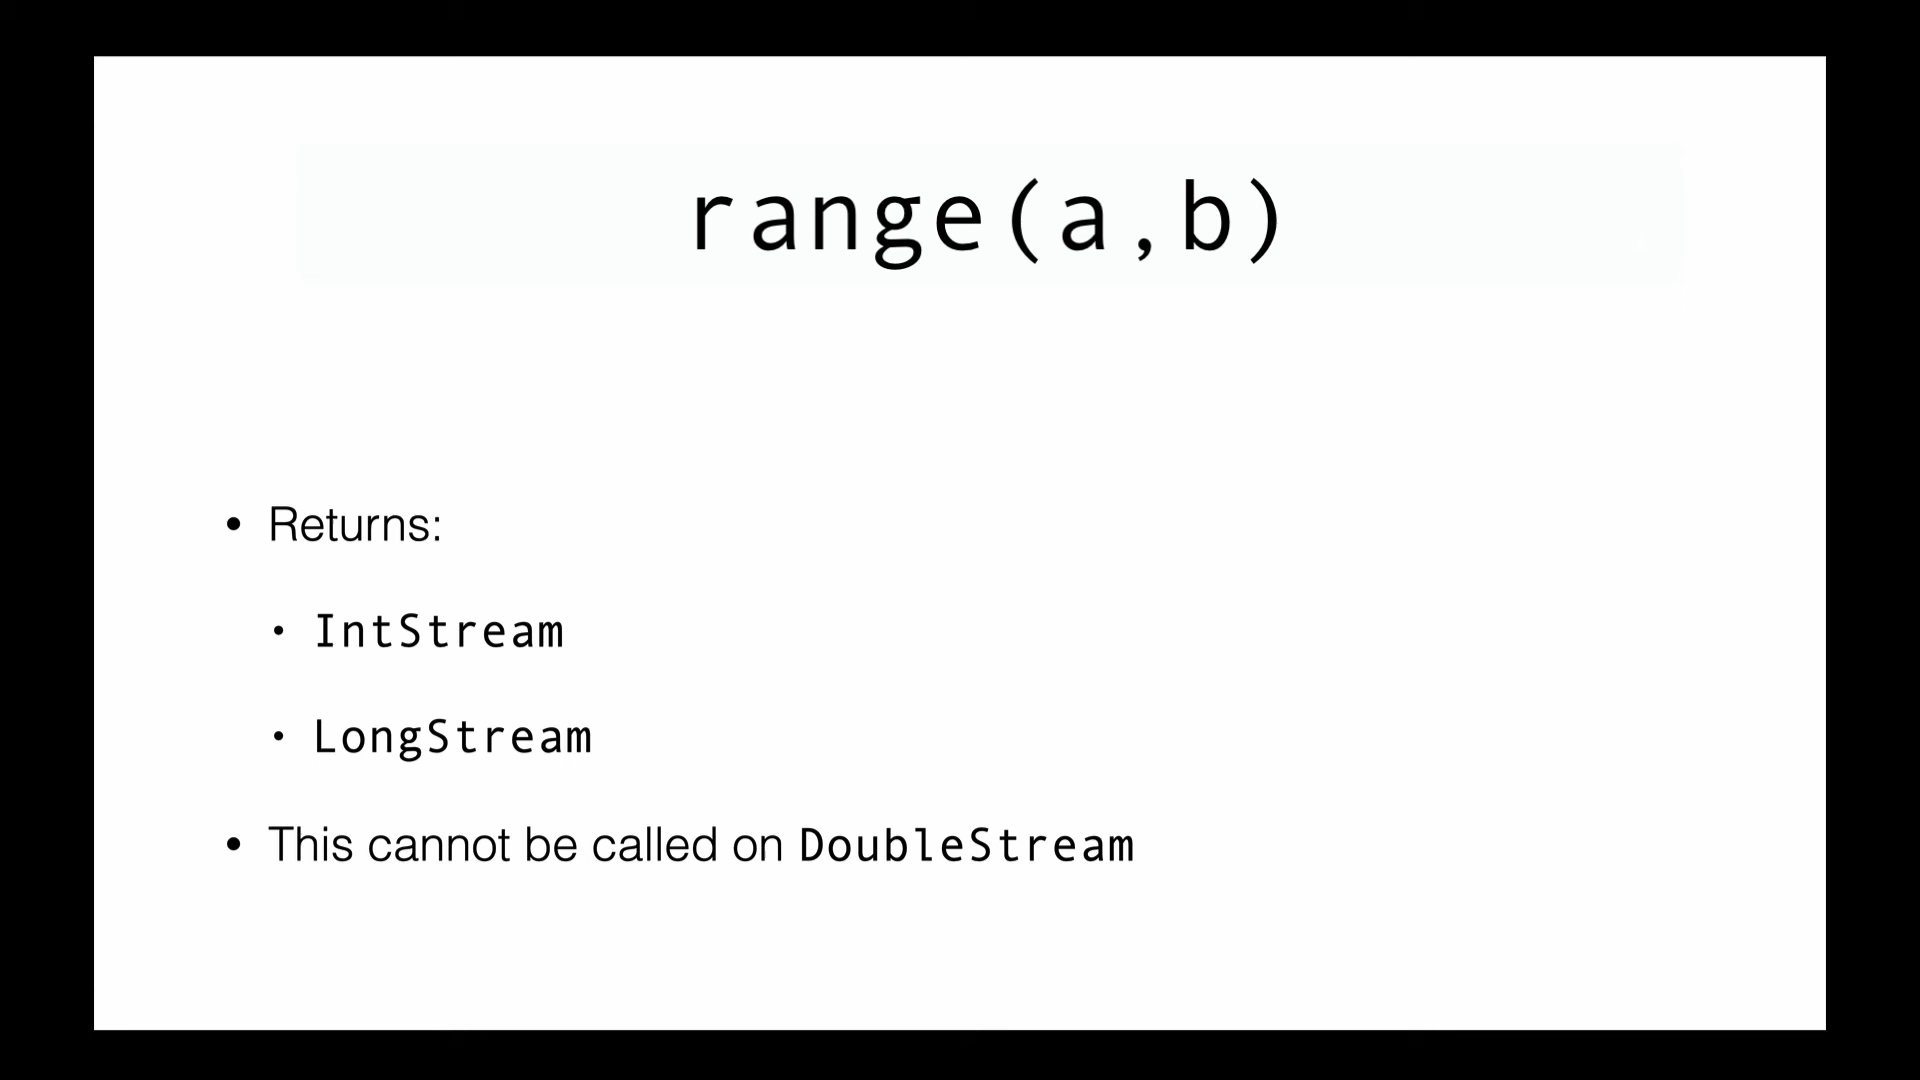 range(a,b)
• Returns:
• IntStream
• LongStream
• This cannot be called on DoubleStream